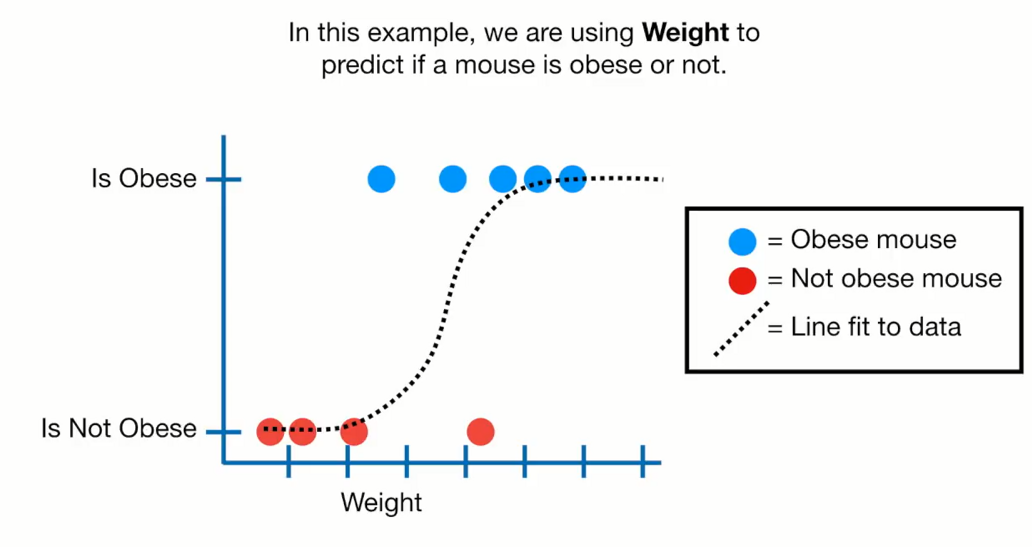 In this example, we are using Weight to
predict if a mouse is obese or not.
Is Obese
Is Not Obese
Weight
= Obese mouse
= Not obese mouse
= Line fit to data